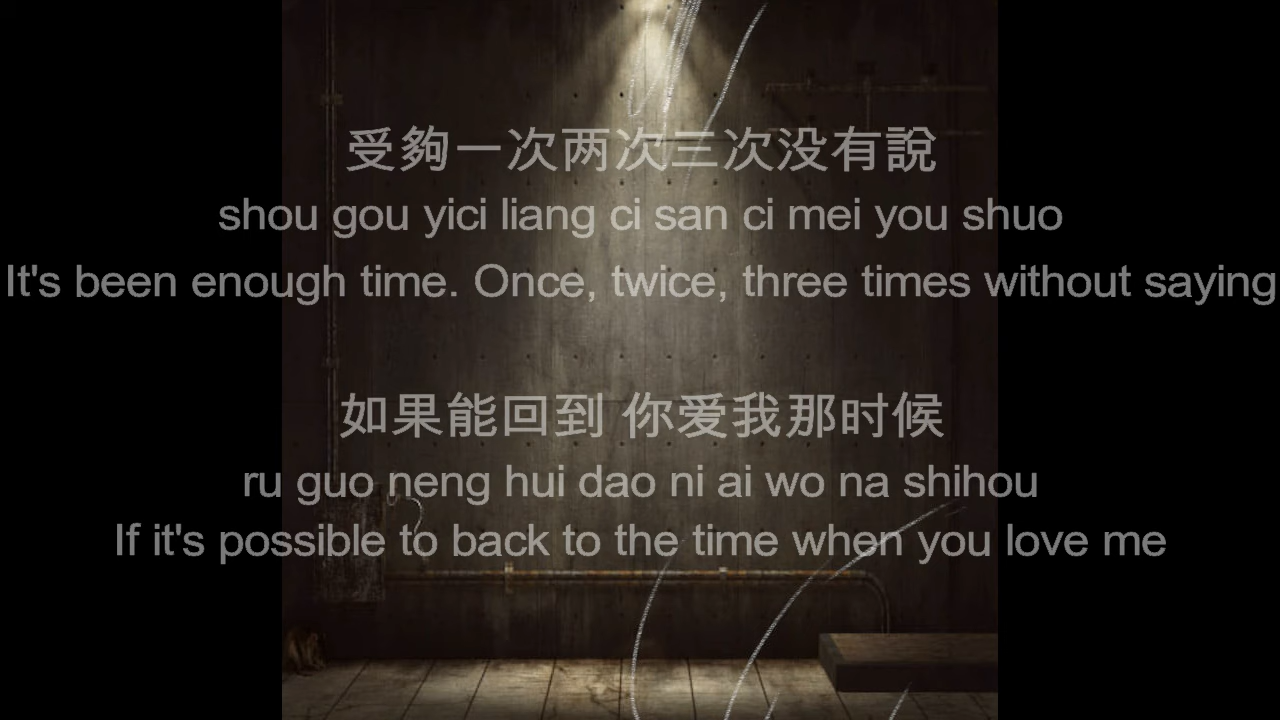 受夠一次两次三次没有說
shou gou yici liang ci san ci mei you shuo
It's been enough time. Once, twice, three times without saying
如果能回到 你爱我那时候
ru guo neng hui dao ni ai wo na shihou
If it's possible to back to the time when you love me